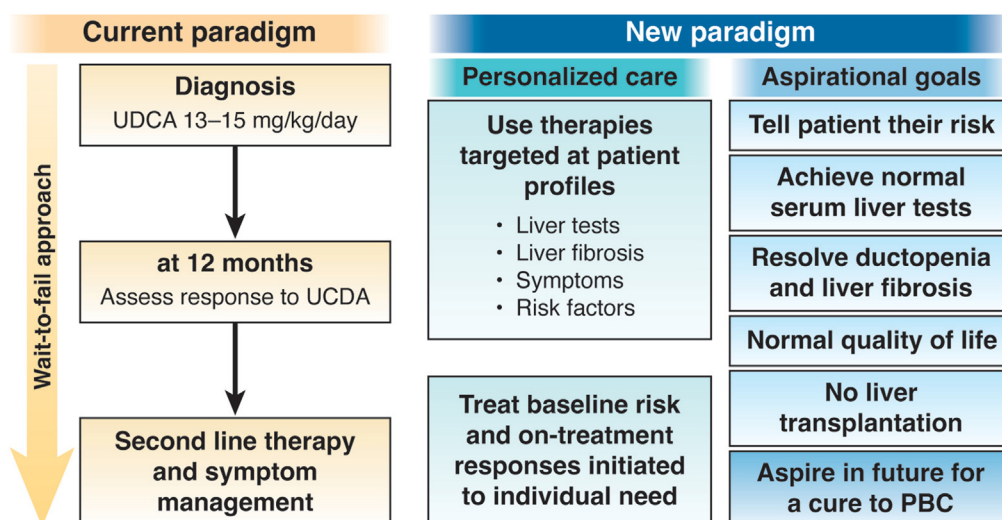 Current paradigm
Wait-to-fail approach
Diagnosis
UDCA 13–15 mg/kg/day
at 12 months
Assess response to UCDA
Second line therapy
and symptom
management
New paradigm
Personalized care
Use therapies
targeted at patient
profiles
• Liver tests
• Liver fibrosis
• Symptoms
• Risk factors
Treat baseline risk
and on-treatment
responses initiated
to individual need
Aspirational goals
Tell patient their risk
Achieve normal
serum liver tests
Resolve ductopenia
and liver fibrosis
Normal quality of life
No liver
transplantation
Aspire in future for
a cure to PBC